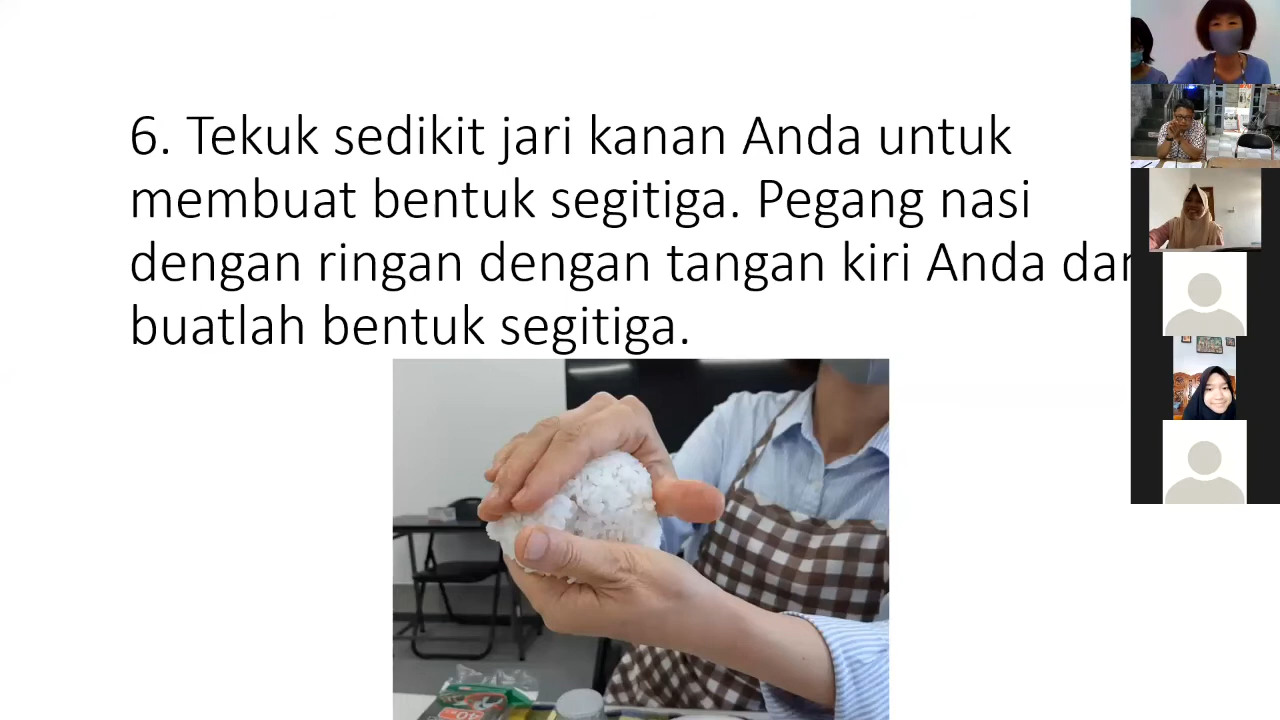 6. Tekuk sedikit jari kanan Anda untuk
membuat bentuk segitiga. Pegang nasi
dengan ringan dengan tangan kiri Anda dan
buatlah bentuk segitiga.